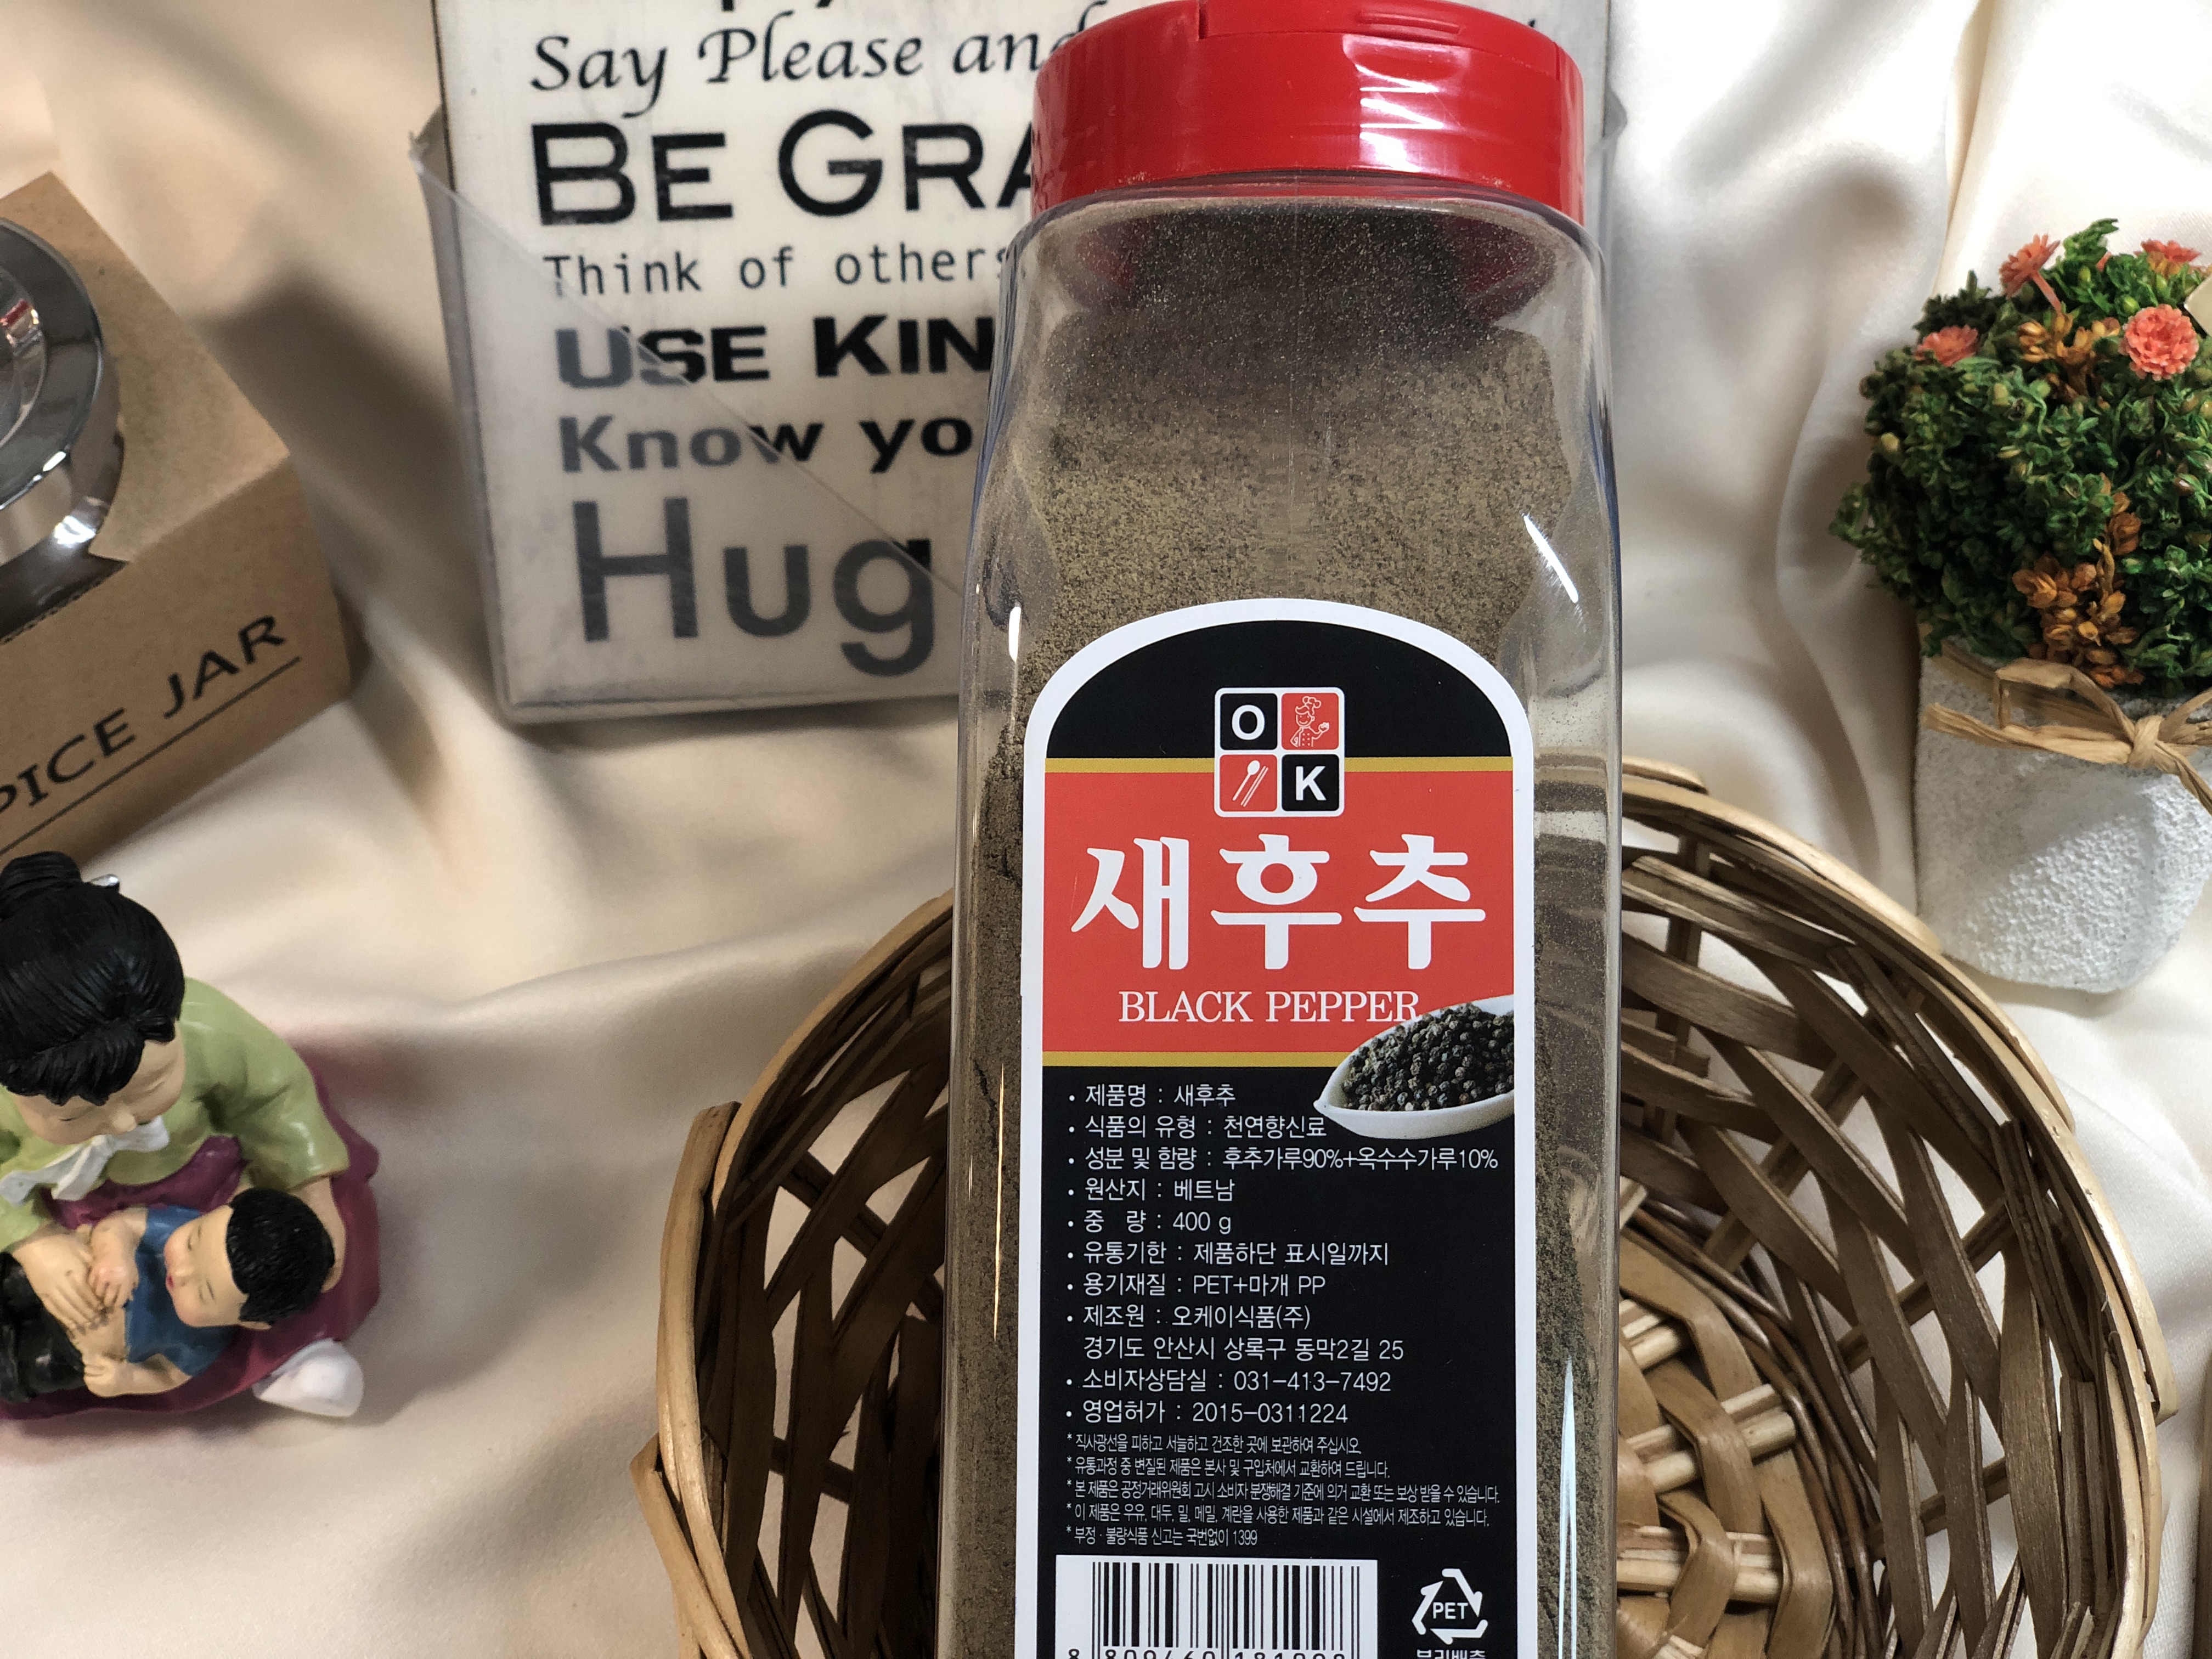 Say Please and
BE GRA
Think of others
USE KIN
Know yo
Hug
PICE JAR
O
K
새후추
BLACK PEPPER
• 제품명 : 새후추
• 식품의 유형 : 천연향신료
• 성분 및 함량 : 후추가루90%+옥수수가루10%
• 원산지 : 베트남
• 중 량 : 400 g
• 유통기한 : 제품하단 표시일까지
• 용기재질 : PET+마개 PP
• 제조원 : 오케이식품(주)
경기도 안산시 상록구 동막2길 25
• 소비자상담실 : 031-413-7492
• 영업허가 : 2015-0311224
* 직사광선을 피하고 서늘하고 건조한 곳에 보관하여 주십시오.
* 유통과정 중 변질된 제품은 본사 및 구입처에서 교환하여 드립니다.
* 본 제품은 공정거래위원회 고시 소비자 분쟁해결 기준에 의거 교환 또는 보상 받을 수 있습니다.
* 이 제품은 우유, 대두, 밀, 메밀, 계란을 사용한 제품과 같은 시설에서 제조하고 있습니다.
* 부정 · 불량식품 신고는 국번없이 1399
PET